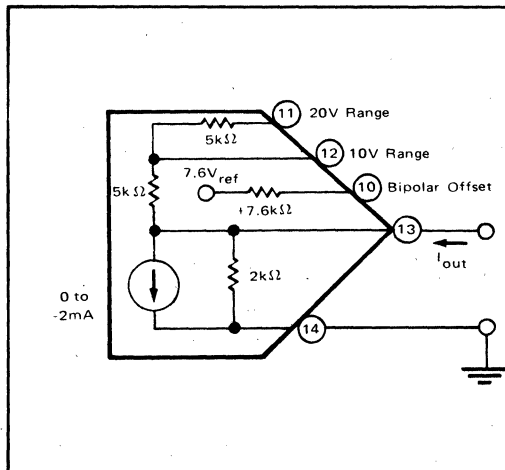 11 20V Range
5kΩ
12 10V Range
7.6V ref
5kΩ
10 Bipolar Offset
+7.6kΩ
13
I out
2kΩ
0 to
-2mA
14